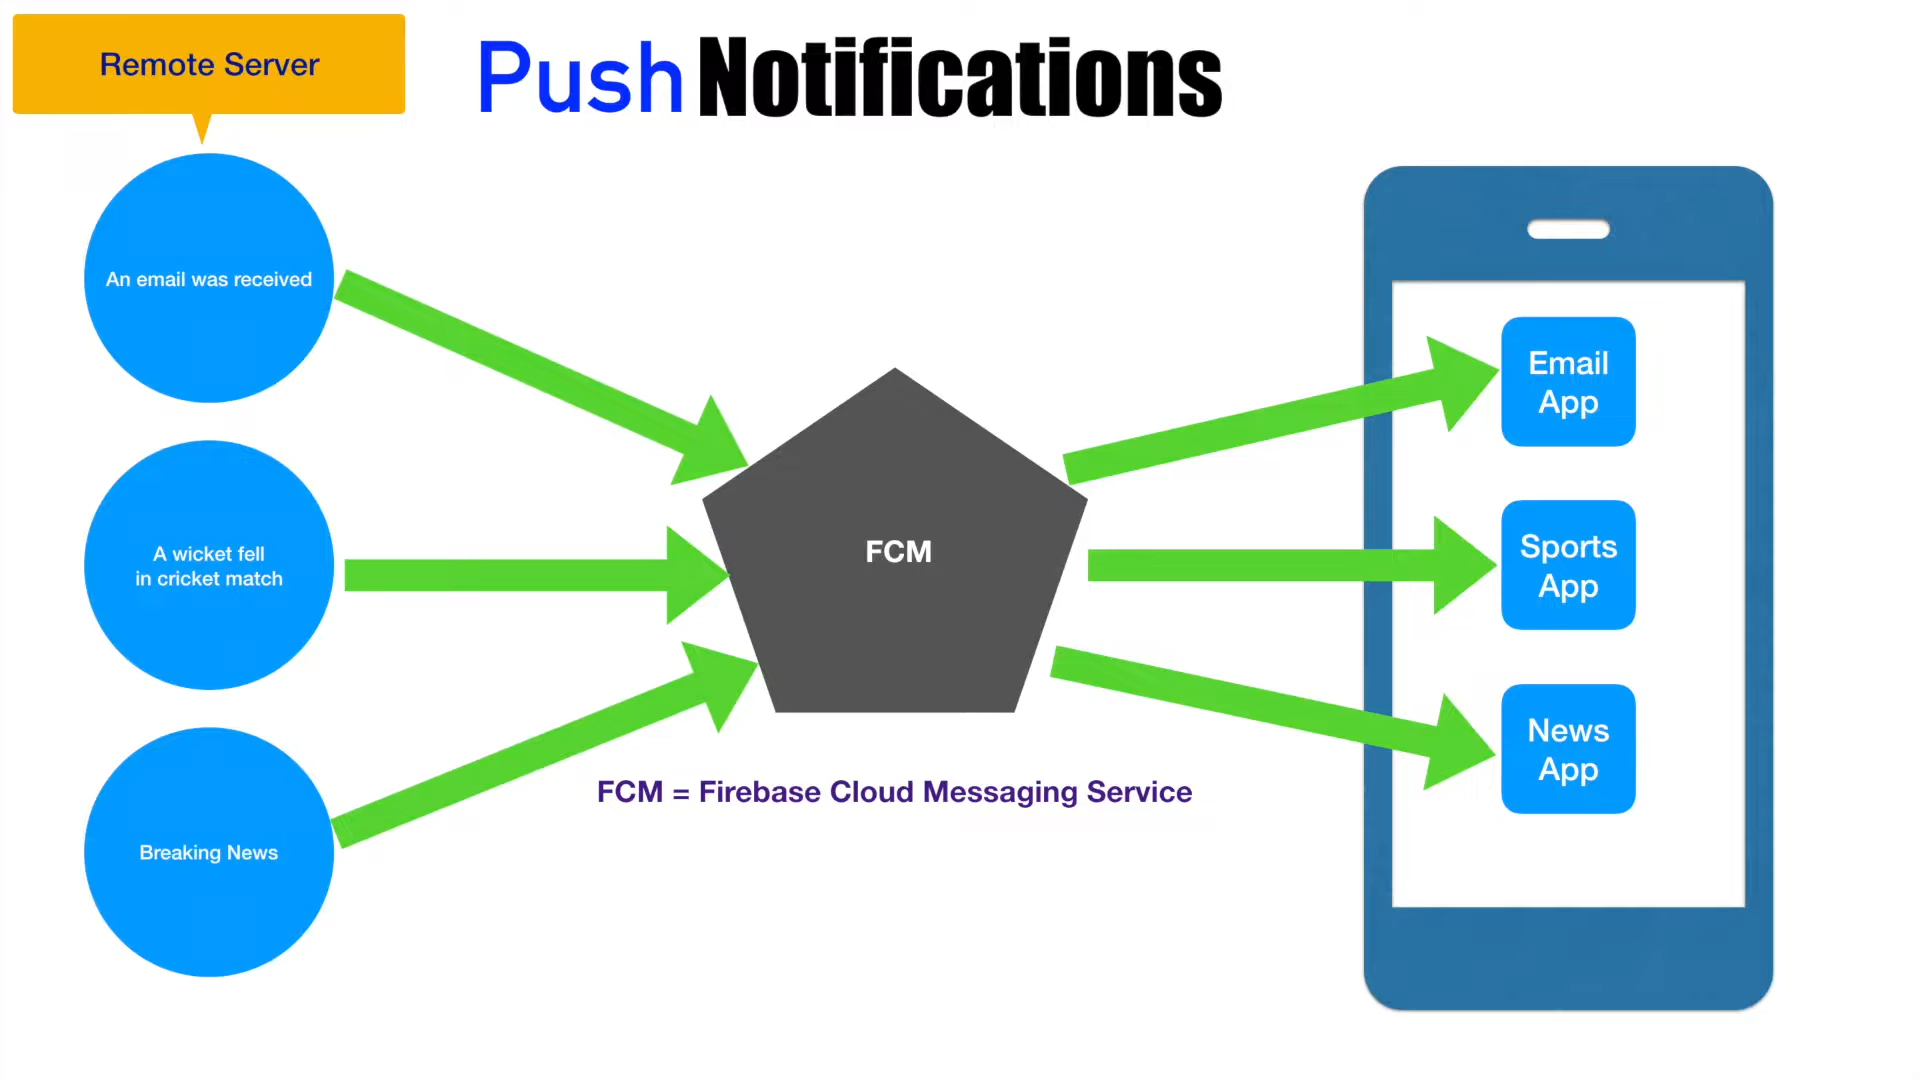 Remote Server
Push Notifications
An email was received
A wicket fell
in cricket match
Breaking News
FCM
FCM = Firebase Cloud Messaging Service
Email
App
Sports
App
News
App